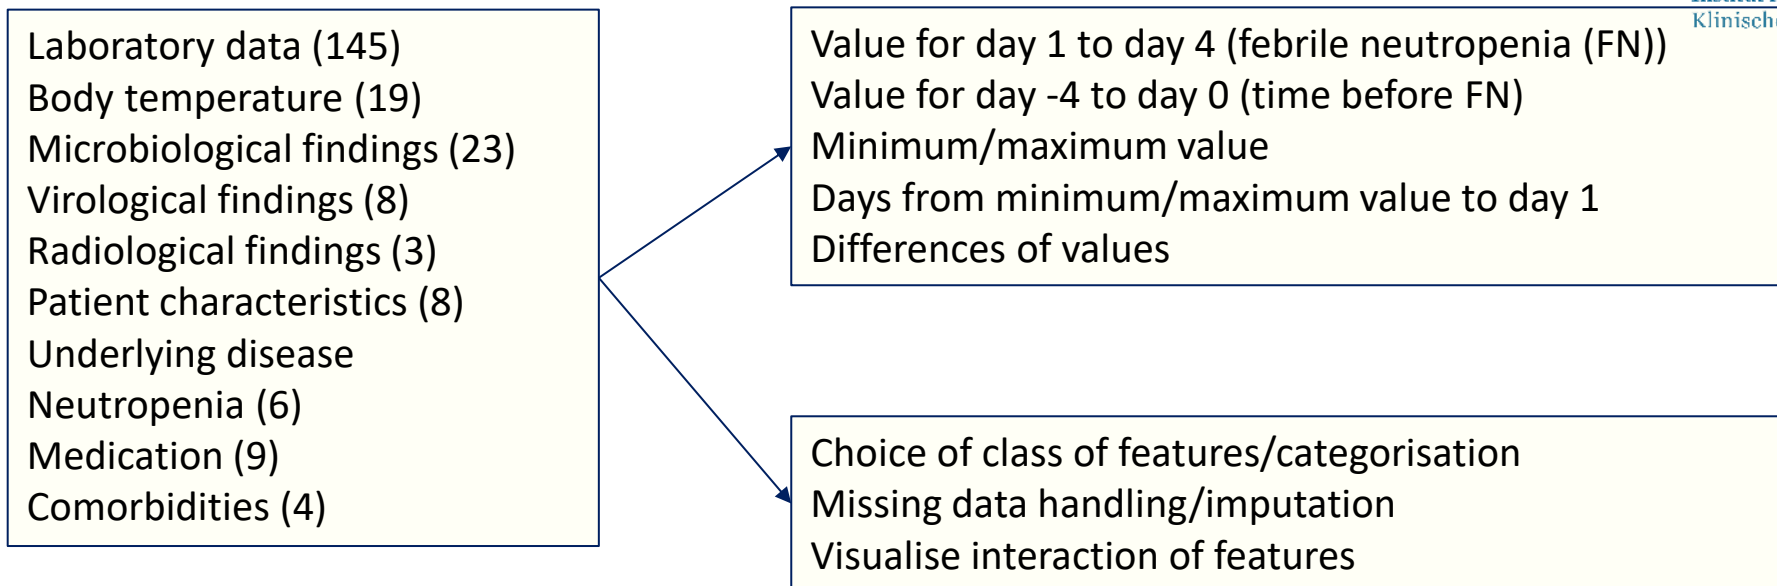 Laboratory data (145)
Body temperature (19)
Microbiological findings (23)
Virological findings (8)
Radiological findings (3)
Patient characteristics (8)
Underlying disease
Neutropenia (6)
Medication (9)
Comorbidities (4)
Klinische
Value for day 1 to day 4 (febrile neutropenia (FN))
Value for day -4 to day 0 (time before FN)
Minimum/maximum value
Days from minimum/maximum value to day 1
Differences of values
Choice of class of features/categorisation
Missing data handling/imputation
Visualise interaction of features